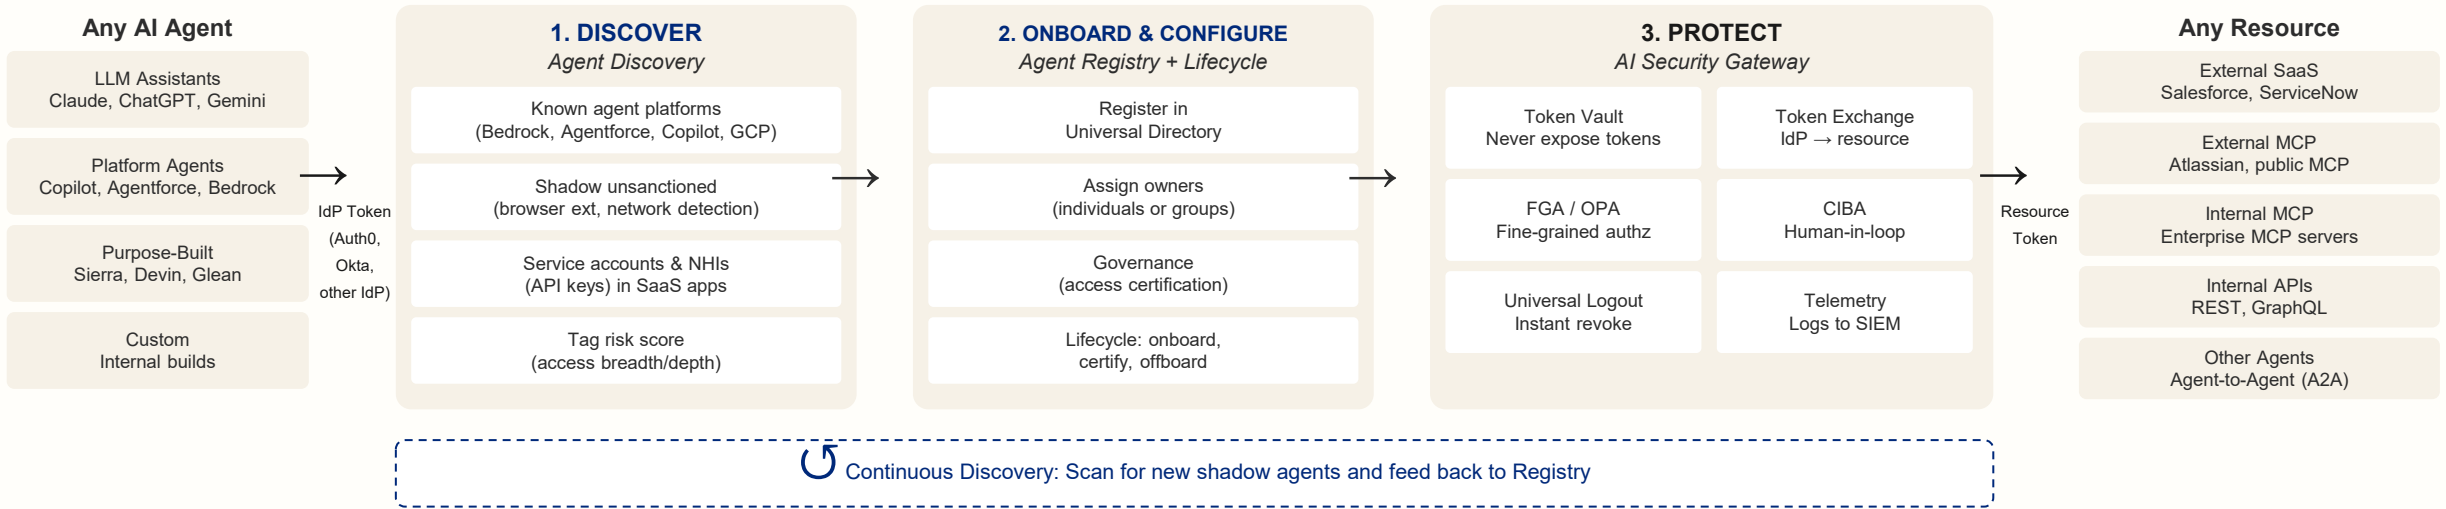 Any AI Agent
LLM Assistants
Claude, ChatGPT, Gemini
Platform Agents
Copilot, Agentforce, Bedrock
Purpose-Built
Sierra, Devin, Glean
Custom
Internal builds
IdP Token
(Auth0,
Okta,
other IdP)
1. DISCOVER
Agent Discovery
Known agent platforms
(Bedrock, Agentforce, Copilot, GCP)
Shadow unsanctioned
(browser ext, network detection)
Service accounts & NHIs
(API keys) in SaaS apps
Tag risk score
(access breadth/depth)
2. ONBOARD & CONFIGURE
Agent Registry + Lifecycle
Register in
Universal Directory
Assign owners
(individuals or groups)
Governance
(access certification)
Lifecycle: onboard,
certify, offboard
3. PROTECT
AI Security Gateway
Token Vault
Never expose tokens
Token Exchange
IdP → resource
FGA / OPA
Fine-grained authz
CIBA
Human-in-loop
Universal Logout
Instant revoke
Telemetry
Logs to SIEM
Resource
Token
Any Resource
External SaaS
Salesforce, ServiceNow
External MCP
Atlassian, public MCP
Internal MCP
Enterprise MCP servers
Internal APIs
REST, GraphQL
Other Agents
Agent-to-Agent (A2A)
Continuous Discovery: Scan for new shadow agents and feed back to Registry